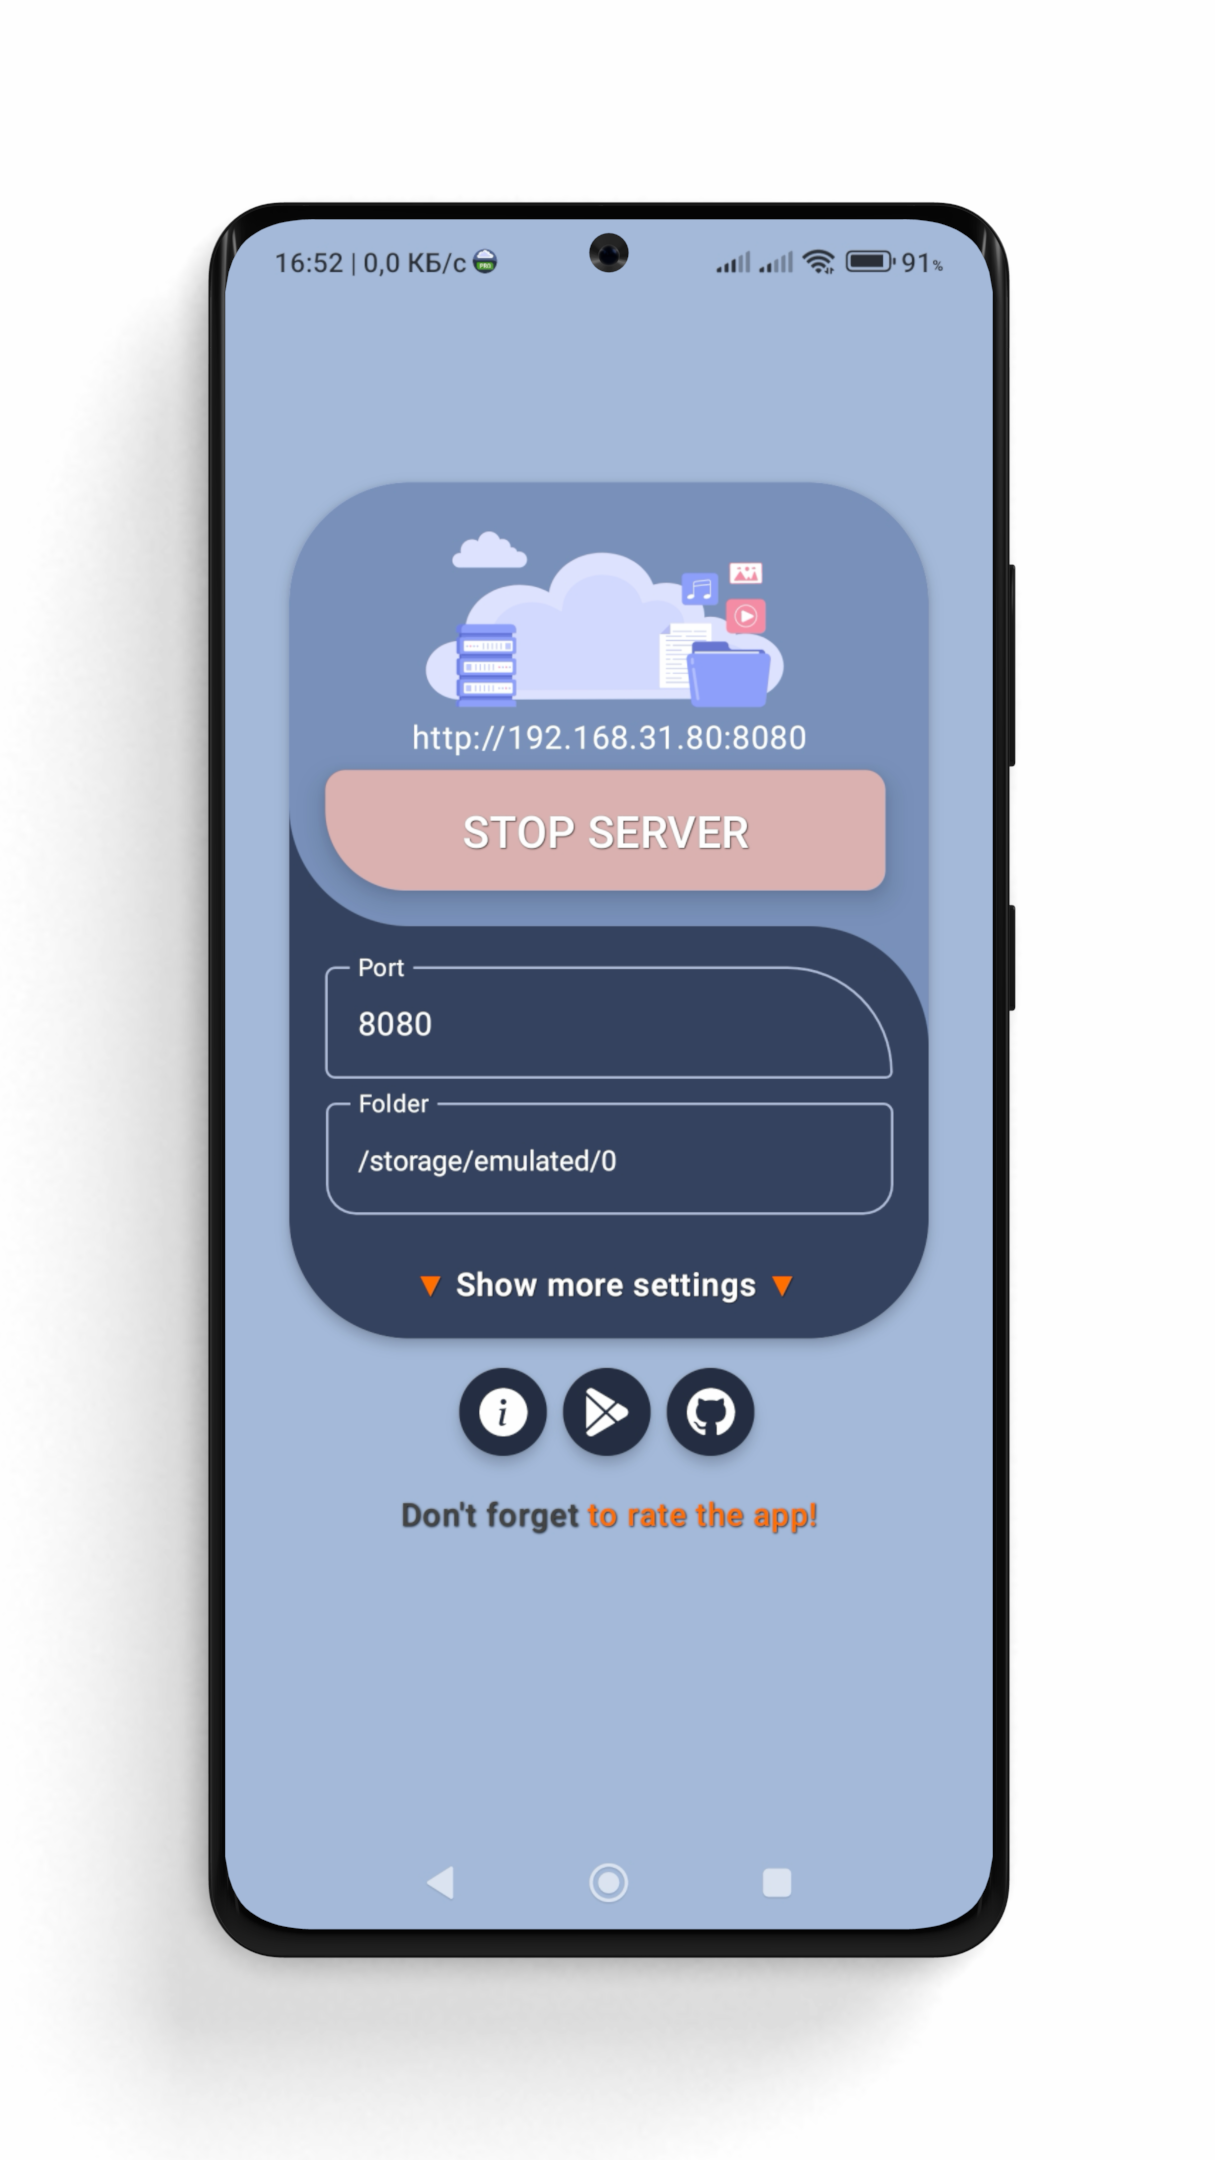 16:52 | 0,0 КБ/с
91%
http://192.168.31.80:8080
STOP SERVER
Port
8080
Folder
/storage/emulated/0
▼ Show more settings ▼
Don't forget to rate the app!